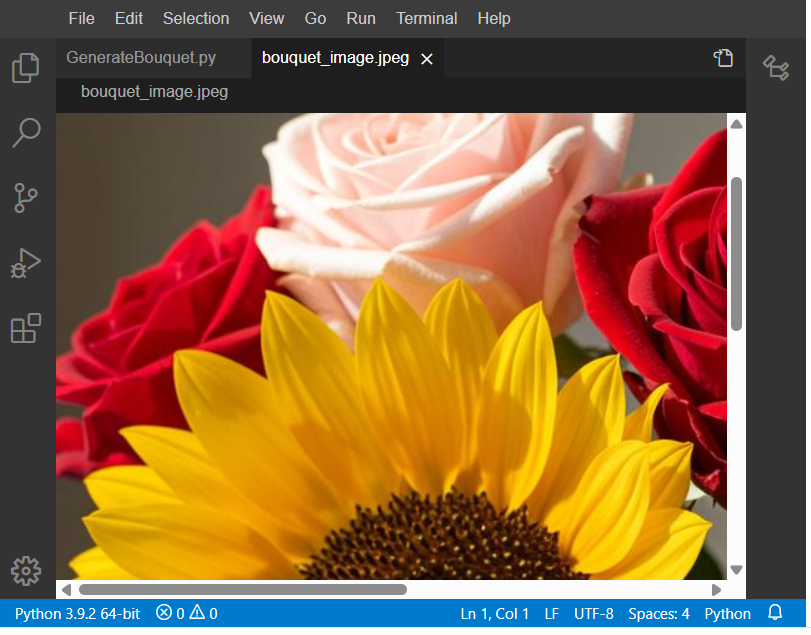 File Edit Selection View Go Run Terminal Help
GenerateBouquet.py bouquet_image.jpeg
bouquet_image.jpeg
Python 3.9.2 64-bit 0 0 Ln 1, Col 1 LF UTF-8 Spaces: 4 Python